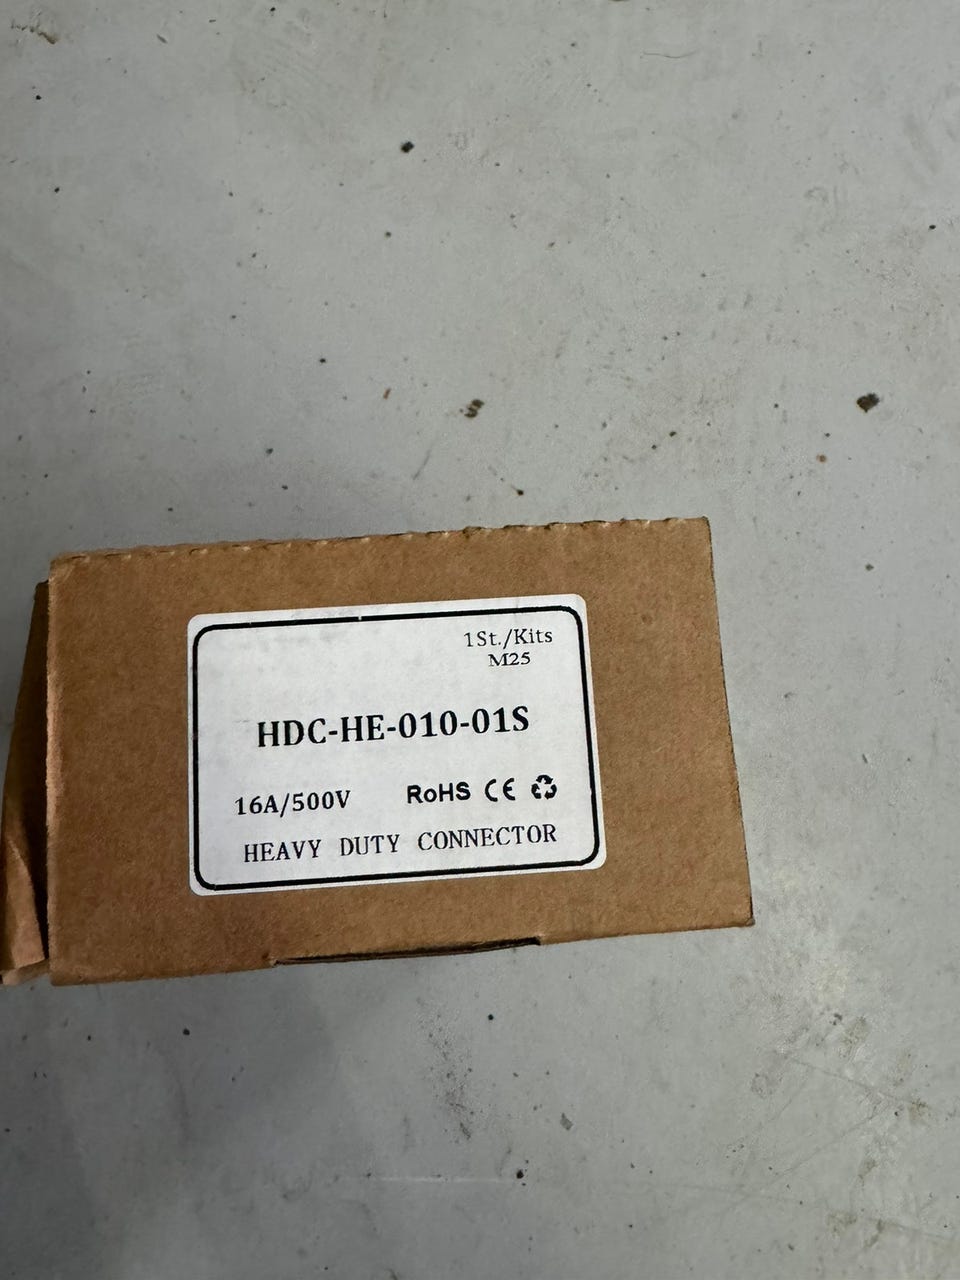 1St./Kits
M25
HDC-HE-010-01S
16A/500V RoHS CE
HEAVY DUTY CONNECTOR